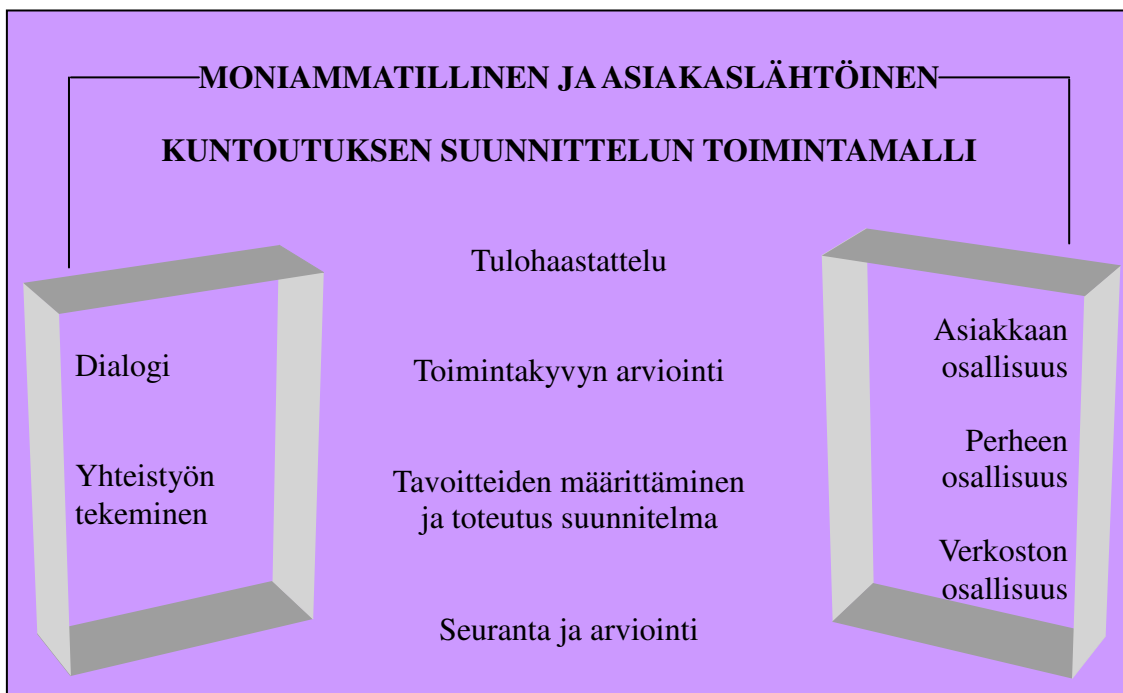 MONIAMMATILLINEN JA ASIAKASLÄHTÖINEN
KUNTOUTUKSEN SUUNNITTELUN TOIMINTAMALLI
Dialogi
Yhteistyön
tekeminen
Tulohaastattelu
Toimintakyvyn arviointi
Tavoitteiden määrittäminen
ja toteutus suunnitelma
Seuranta ja arviointi
Asiakkaan
osallisuus
Perheen
osallisuus
Verkoston
osallisuus